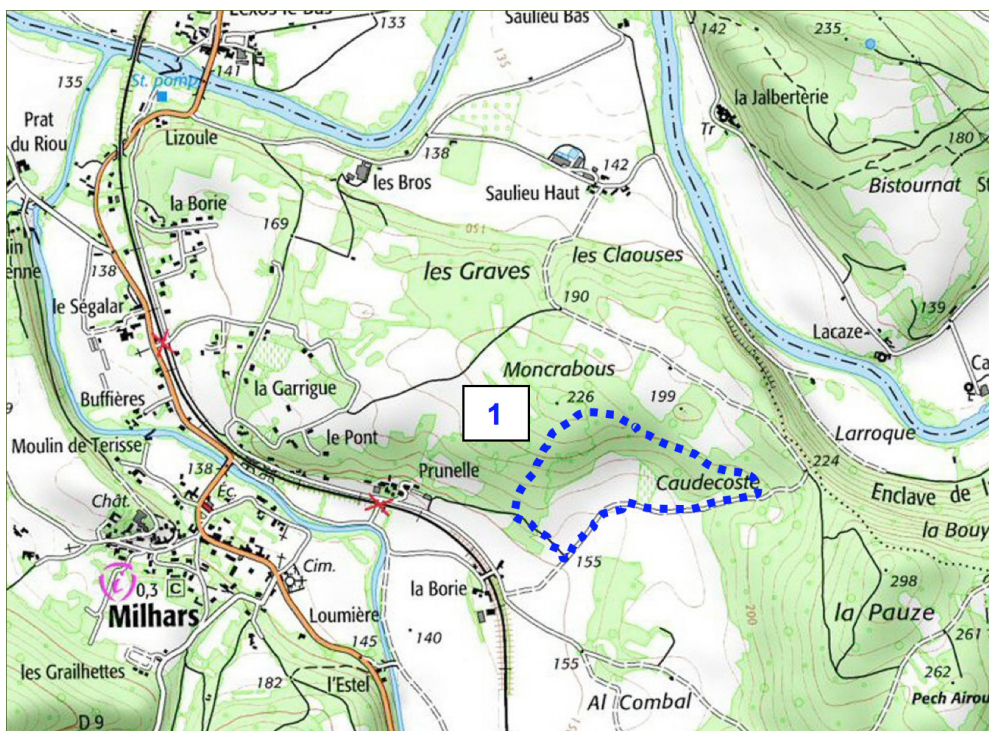 Saulieu Bas
133
142
235
St. pomp
141
135
135
la Jalberterie
Prat
du Riou
Lizoule
138
Tr
180
les Bros
142
Saulieu Haut
Bistournat
la Borie
169
150
les Graves
les Claouses
138
le Ségalar
190
139
Lacaze
Moncrabous
la Garrigue
226
199
1
Buffières
le Pont
Larroque
Moulin de Terisse
138
Prunelle
224
Caudecoste
Chât.
Éc.
Enclave de
la Bouy
155
Cim.
i
0,3
C
298
la Borie
200
Milhars
Loumière
140
la Pauze
145
261
les Grailhettes
155
262
182
l'Estel
Al Combal
Pech Airou
D 9